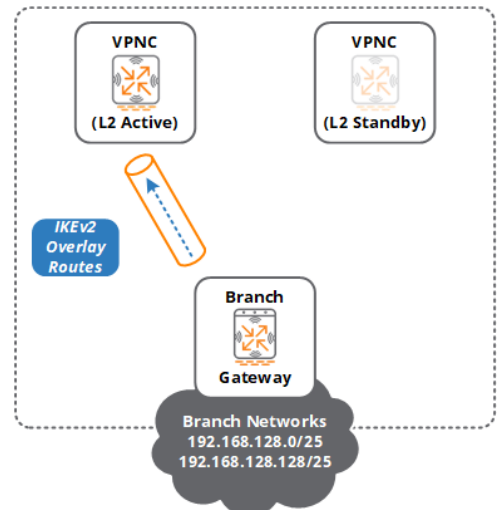 VPNC
(L2 Active)
VPNC
(L2 Standby)
IKEv2
Overlay
Routes
Branch
Gateway
Branch Networks
192.168.128.0/25
192.168.128.128/25